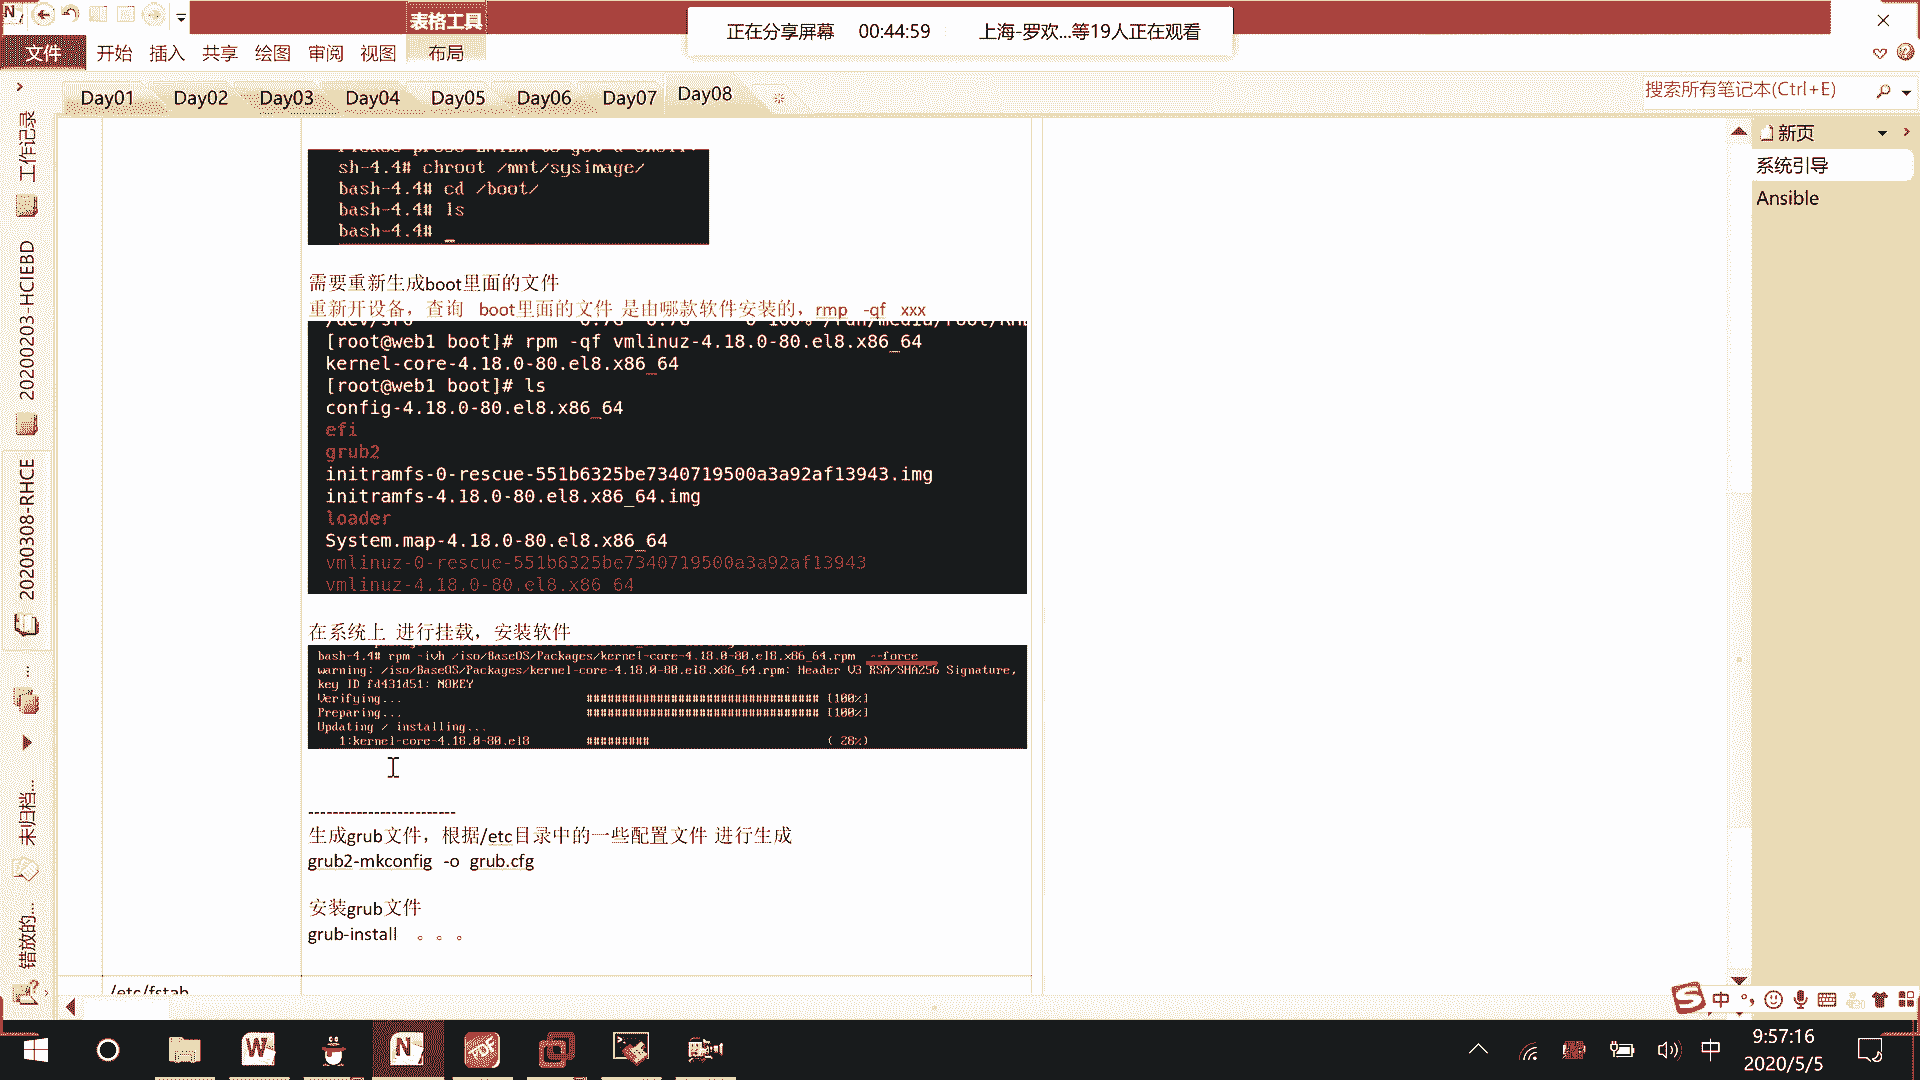 表格工具
正在分享屏幕 00:44:59 上海-罗欢...等19人正在观看
文件 开始 插入 共享 绘图 审阅 视图 布局
Day01 Day02 Day03 Day04 Day05 Day06 Day07 Day08
搜索所有笔记本(Ctrl+E)
新页
系统引导
Ansible
工作记录
20200203-HCIEBD
20200308-RHCE
未归档...
错放的...
sh-4.4# chroot /mnt/sysimage/
bash-4.4# cd /boot/
bash-4.4# ls
bash-4.4# _
需要重新生成boot里面的文件
重新开设备，查询 boot里面的文件 是由哪款软件安装的，rmp -qf xxx
[root@web1 boot]# rpm -qf vmlinuz-4.18.0-80.el8.x86_64
kernel-core-4.18.0-80.el8.x86_64
[root@web1 boot]# ls
config-4.18.0-80.el8.x86_64
efi
grub2
initramfs-0-rescue-551b6325be7340719500a3a92af13943.img
initramfs-4.18.0-80.el8.x86_64.img
loader
System.map-4.18.0-80.el8.x86_64
vmlinuz-0-rescue-551b6325be7340719500a3a92af13943
vmlinuz-4.18.0-80.el8.x86_64
在系统上 进行挂载，安装软件
bash-4.4# rpm -ivh /iso/BaseOS/Packages/kernel-core-4.18.0-80.el8.x86_64.rpm --force
warning: /iso/BaseOS/Packages/kernel-core-4.18.0-80.el8.x86_64.rpm: Header V3 RSA/SHA256 Signature,
key ID fd431d51: NOKEY
Verifying... ################################# [100%]
Preparing... ################################# [100%]
Updating / installing...
1:kernel-core-4.18.0-80.el8 ######### ( 28%)
-------------------------
生成grub文件，根据/etc目录中的一些配置文件 进行生成
grub2-mkconfig -o grub.cfg
安装grub文件
grub-install 。。。
/etc/fstab
中
中
9:57:16
2020/5/5